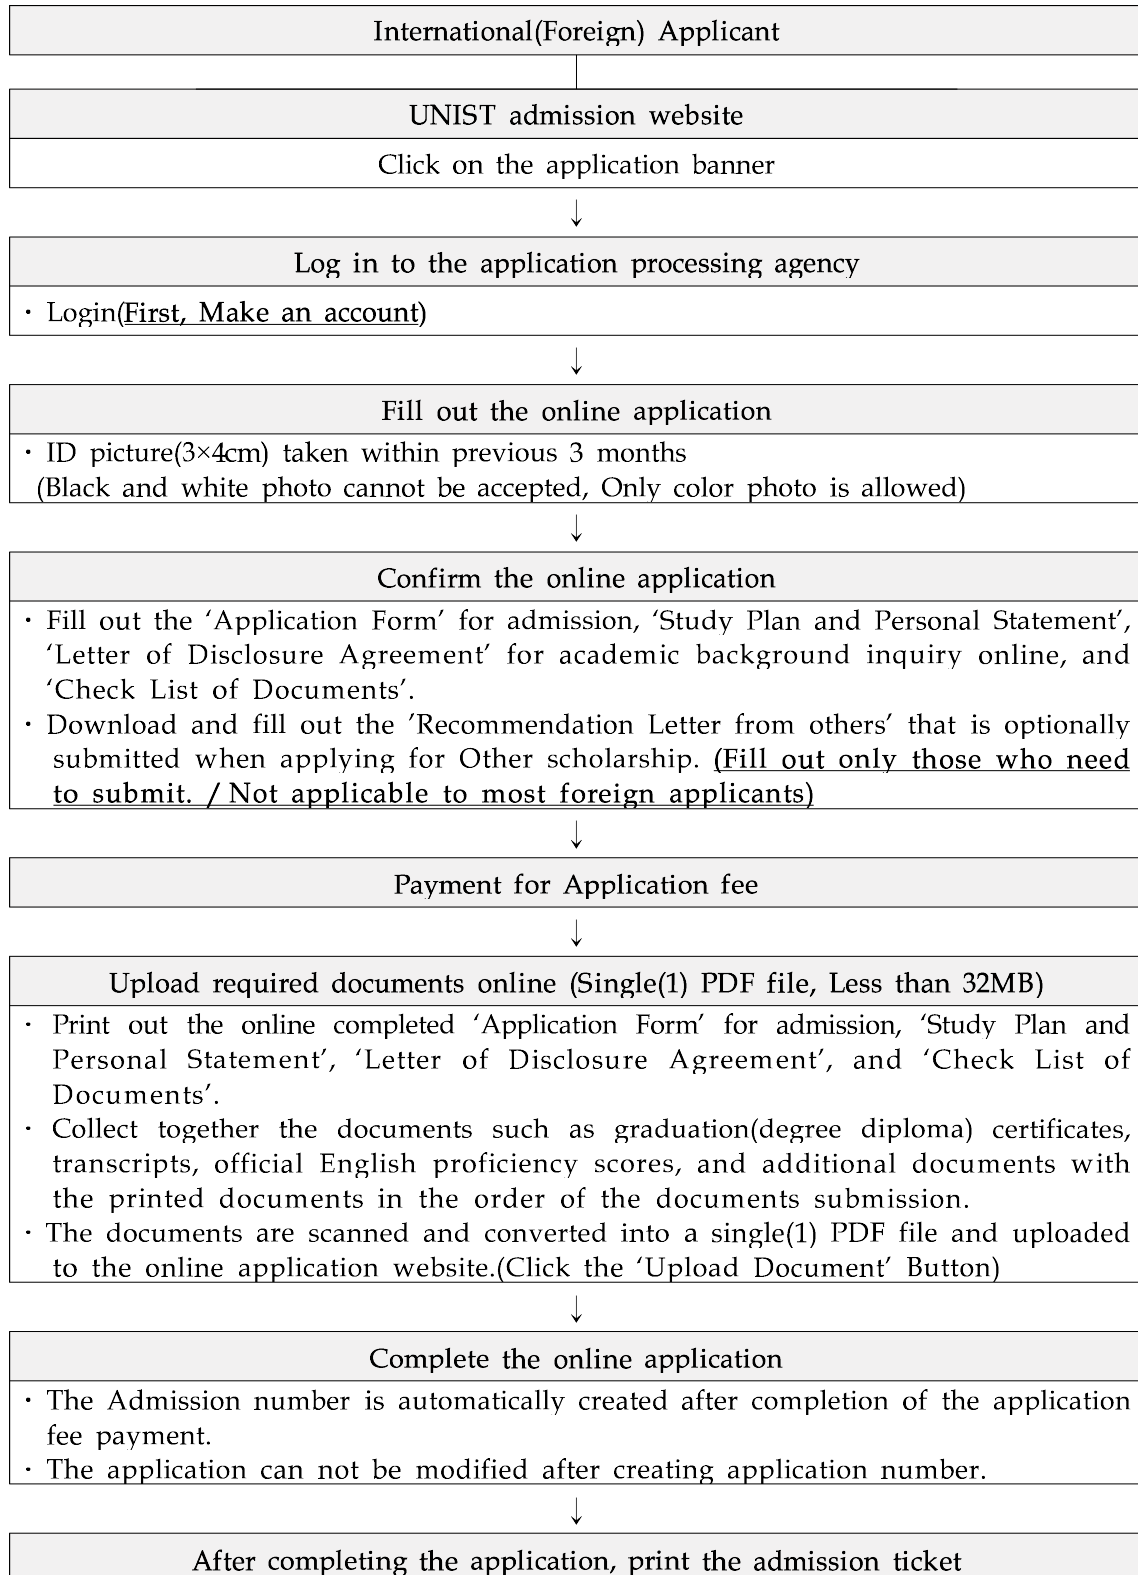 International(Foreign) Applicant
UNIST admission website
Click on the application banner
↓
Log in to the application processing agency
· Login(First, Make an account)
↓
Fill out the online application
· ID picture(3×4cm) taken within previous 3 months
(Black and white photo cannot be accepted, Only color photo is allowed)
↓
Confirm the online application
· Fill out the ‘Application Form’ for admission, ‘Study Plan and Personal Statement’,
‘Letter of Disclosure Agreement’ for academic background inquiry online, and
‘Check List of Documents’.
· Download and fill out the ’Recommendation Letter from others’ that is optionally
submitted when applying for Other scholarship. (Fill out only those who need
to submit. / Not applicable to most foreign applicants)
↓
Payment for Application fee
↓
Upload required documents online (Single(1) PDF file, Less than 32MB)
· Print out the online completed ‘Application Form’ for admission, ‘Study Plan and
Personal Statement’, ‘Letter of Disclosure Agreement’, and ‘Check List of
Documents’.
· Collect together the documents such as graduation(degree diploma) certificates,
transcripts, official English proficiency scores, and additional documents with
the printed documents in the order of the documents submission.
· The documents are scanned and converted into a single(1) PDF file and uploaded
to the online application website.(Click the ‘Upload Document’ Button)
↓
Complete the online application
· The Admission number is automatically created after completion of the application
fee payment.
· The application can not be modified after creating application number.
↓
After completing the application, print the admission ticket